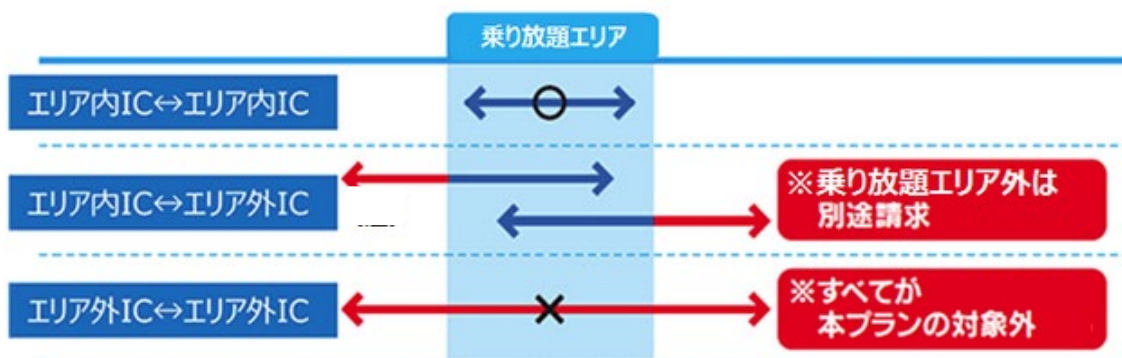 乗り放題エリア
エリア内IC↔エリア内IC
エリア内IC↔エリア外IC
※乗り放題エリア外は
別途請求
エリア外IC↔エリア外IC
※すべてが
本プランの対象外